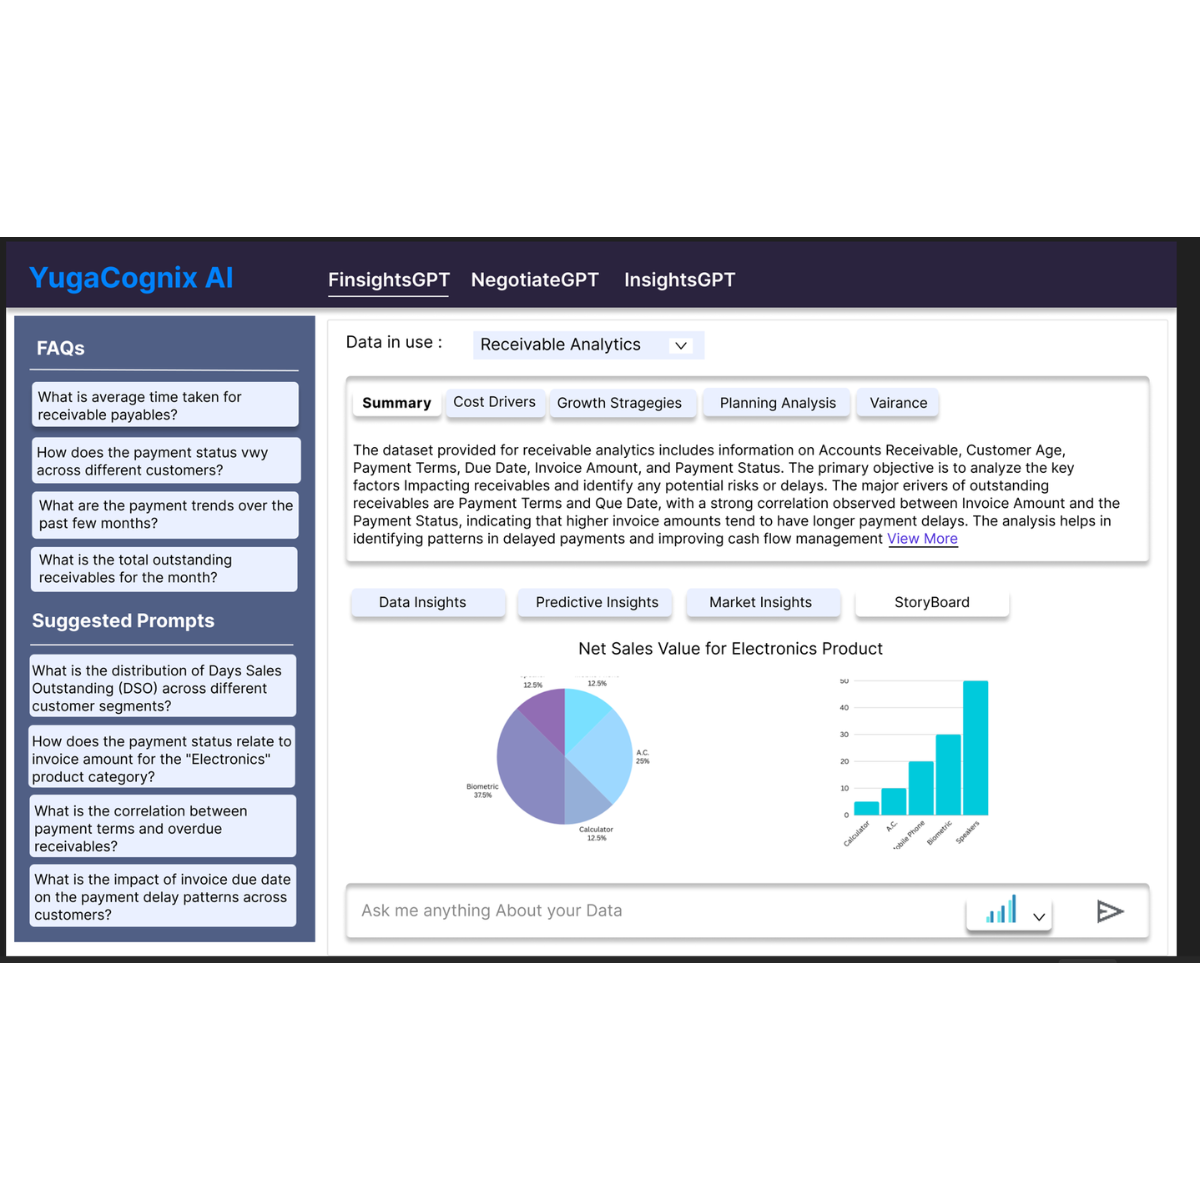 YugaCognix AI
FinsightsGPT
NegotiateGPT
InsightsGPT
FAQs
What is average time taken for
receivable payables?
How does the payment status vwy
across different customers?
What are the payment trends over the
past few months?
What is the total outstanding
receivables for the month?
Suggested Prompts
What is the distribution of Days Sales
Outstanding (DSO) across different
customer segments?
How does the payment status relate to
invoice amount for the "Electronics"
product category?
What is the correlation between
payment terms and overdue
receivables?
What is the impact of invoice due date
on the payment delay patterns across
customers?
Data in use :
Receivable Analytics
Summary
Cost Drivers
Growth Stragegies
Planning Analysis
Vairance
The dataset provided for receivable analytics includes information on Accounts Receivable, Customer Age,
Payment Terms, Due Date, Invoice Amount, and Payment Status. The primary objective is to analyze the key
factors Impacting receivables and identify any potential risks or delays. The major erivers of outstanding
receivables are Payment Terms and Que Date, with a strong correlation observed between Invoice Amount and the
Payment Status, indicating that higher invoice amounts tend to have longer payment delays. The analysis helps in
identifying patterns in delayed payments and improving cash flow management View More
Data Insights
Predictive Insights
Market Insights
StoryBoard
Net Sales Value for Electronics Product
12.5%
12.5%
A.C.
25%
Biometric
37.5%
Calculator
12.5%
50
40
30
20
10
0
Calculator
A.C.
obile Phone
Biometric
Speakers
Ask me anything About your Data